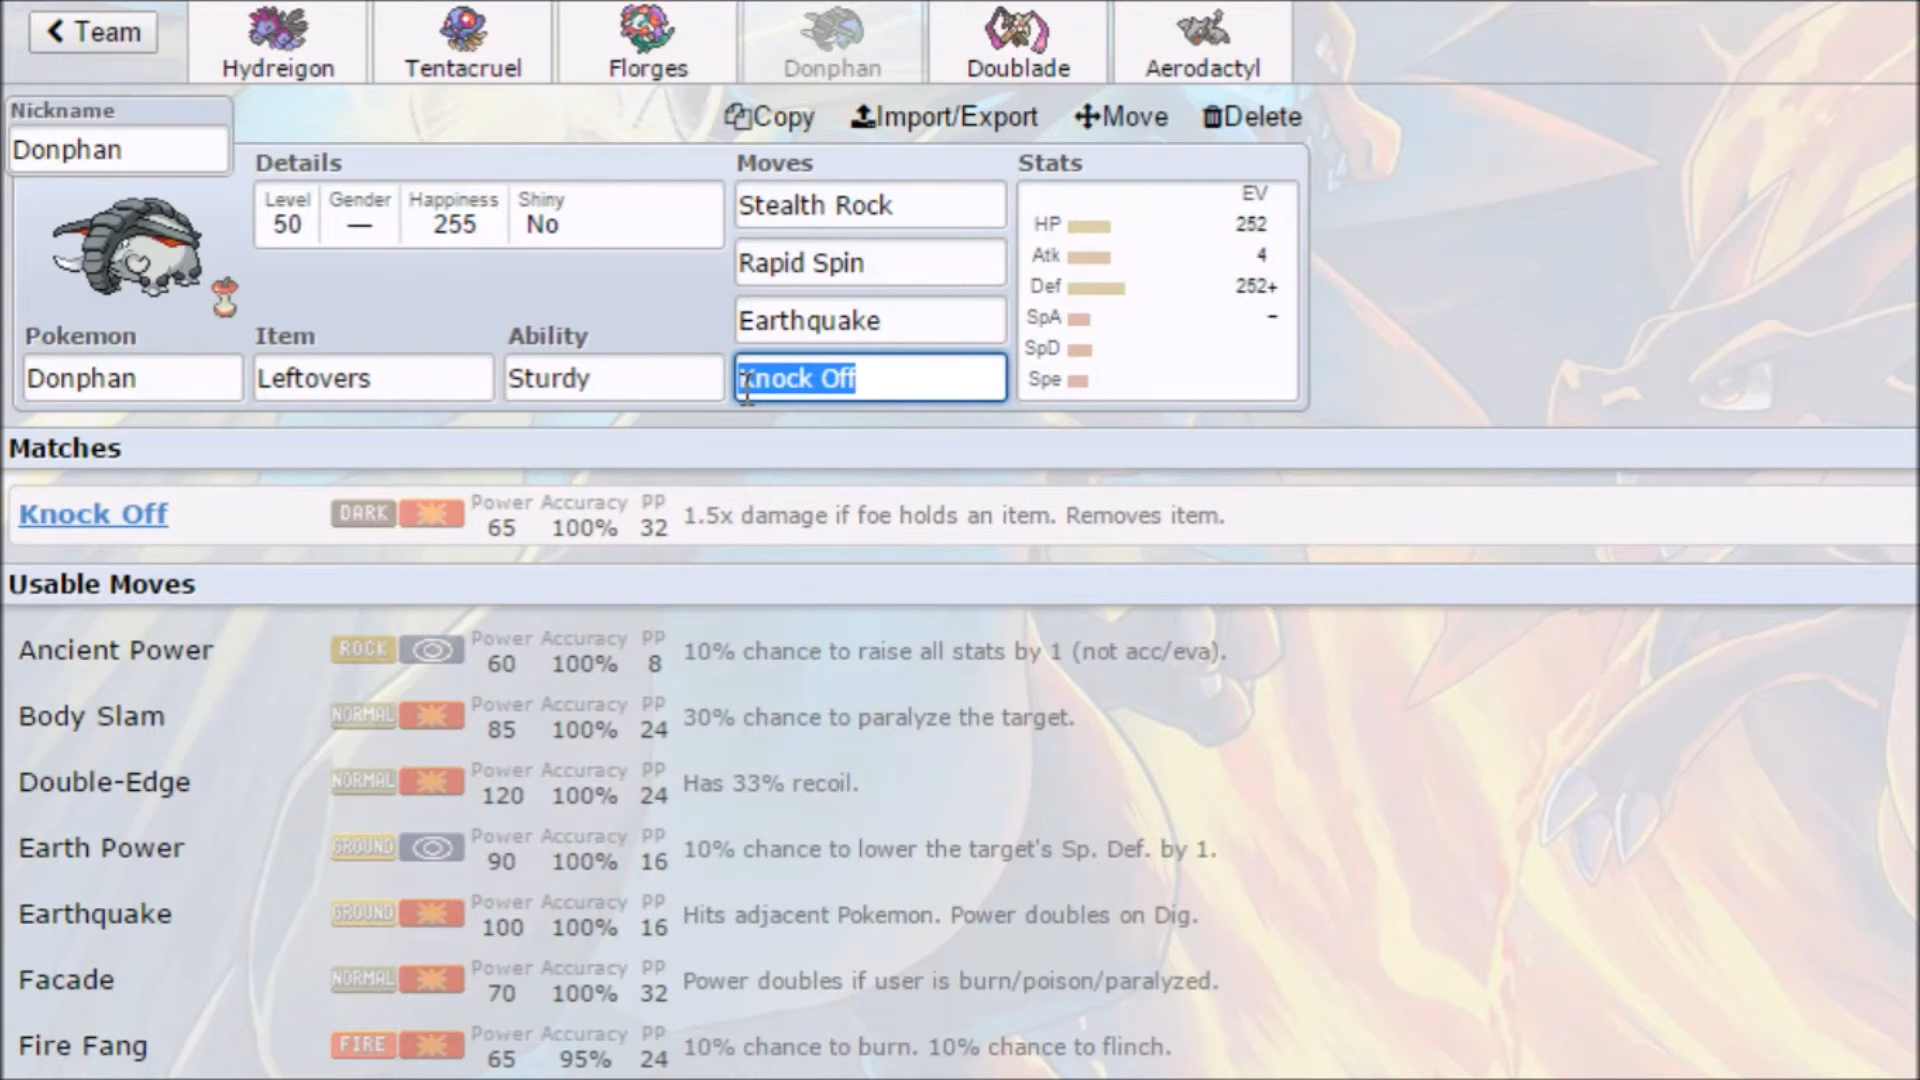 Team
Hydreigon
Tentacruel
Florges
Donphan
Doublade
Aerodactyl
Nickname
Donphan
Copy
Import/Export
Move
Delete
Details
Level
50
Gender
—
Happiness
255
Shiny
No
Pokemon
Donphan
Item
Leftovers
Ability
Sturdy
Moves
Stealth Rock
Rapid Spin
Earthquake
Knock Off
Stats
EV
HP 252
Atk 4
Def 252+
SpA -
SpD
Spe
Matches
Knock Off DARK Power 65 Accuracy 100% PP 32 1.5x damage if foe holds an item. Removes item.
Usable Moves
Ancient Power ROCK Power 60 Accuracy 100% PP 8 10% chance to raise all stats by 1 (not acc/eva).
Body Slam NORMAL Power 85 Accuracy 100% PP 24 30% chance to paralyze the target.
Double-Edge NORMAL Power 120 Accuracy 100% PP 24 Has 33% recoil.
Earth Power GROUND Power 90 Accuracy 100% PP 16 10% chance to lower the target's Sp. Def. by 1.
Earthquake GROUND Power 100 Accuracy 100% PP 16 Hits adjacent Pokemon. Power doubles on Dig.
Facade NORMAL Power 70 Accuracy 100% PP 32 Power doubles if user is burn/poison/paralyzed.
Fire Fang FIRE Power 65 Accuracy 95% PP 24 10% chance to burn. 10% chance to flinch.